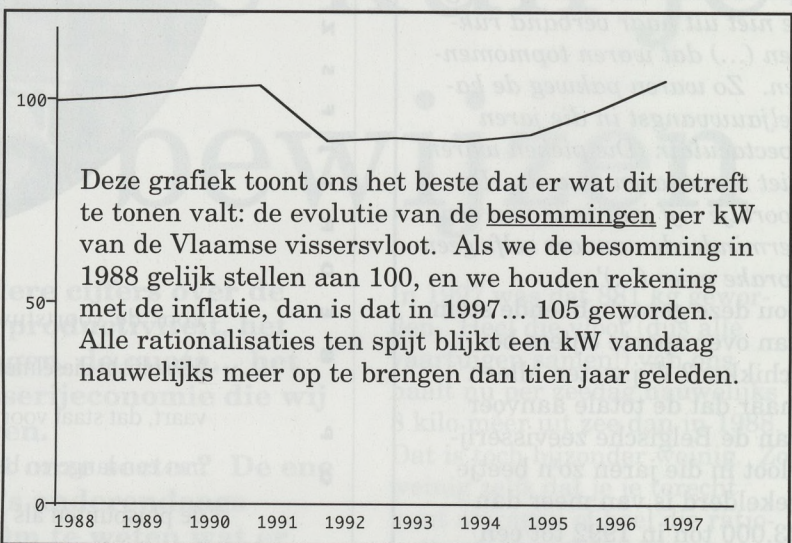 100
Deze grafiek toont ons het beste dat er wat dit betreft
te tonen valt: de evolutie van de besommingen per kW
van de Vlaamse vissersvloot. Als we de besomming in
1988 gelijk stellen aan 100, en we houden rekening
50
met de inflatie, dan is dat in 1997... 105 geworden.
Alle rationalisaties ten spijt blijkt een kW vandaag
nauwelijks meer op te brengen dan tien jaar geleden.
0
1988 1989 1990 1991 1992 1993 1994 1995 1996 1997